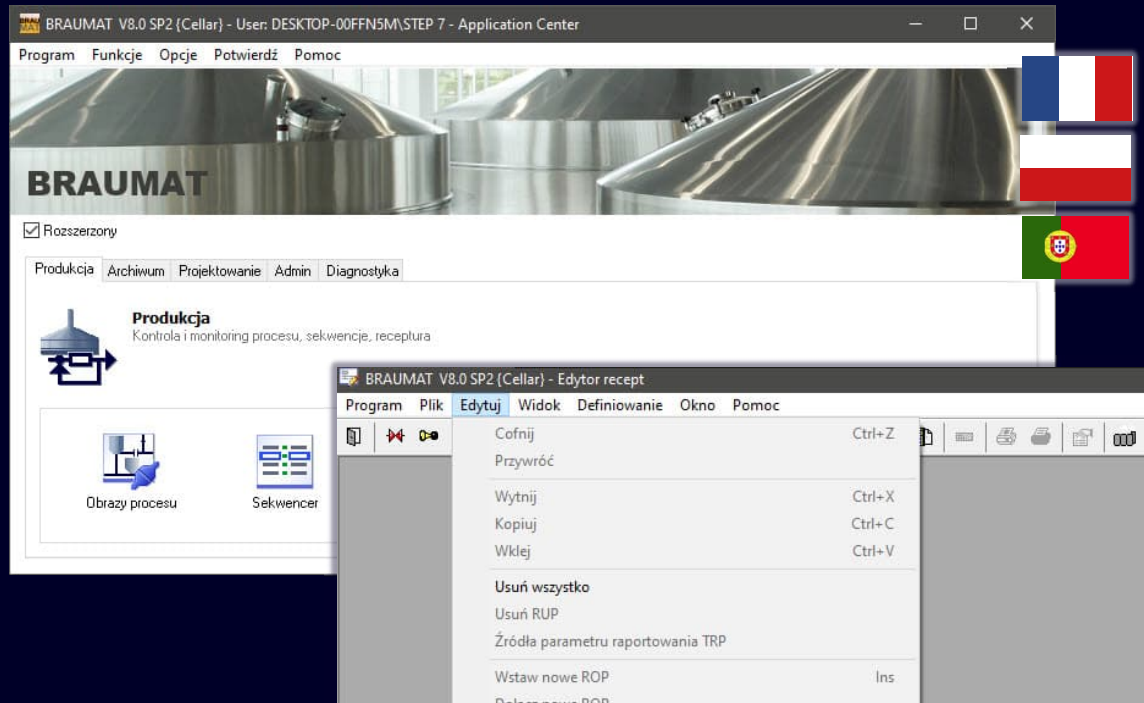 BRAUMAT V8.0 SP2 {Cellar} - User: DESKTOP-00FFN5M\STEP 7 - Application Center
Program Funkcje Opcje Potwierdź Pomoc
BRAUMAT
Rozszerzony
Produkcja Archiwum Projektowanie Admin Diagnostyka
Produkcja
Kontrola i monitoring procesu, sekwencje, receptura
Obrazy procesu Sekwencer
BRAUMAT V8.0 SP2 {Cellar} - Edytor recept
Program Plik Edytuj Widok Definiowanie Okno Pomoc
Cofnij Ctrl+Z
Przywróć
Wytnij Ctrl+X
Kopiuj Ctrl+C
Wklej Ctrl+V
Usuń wszystko
Usuń RUP
Źródła parametru raportowania TRP
Wstaw nowe ROP Ins